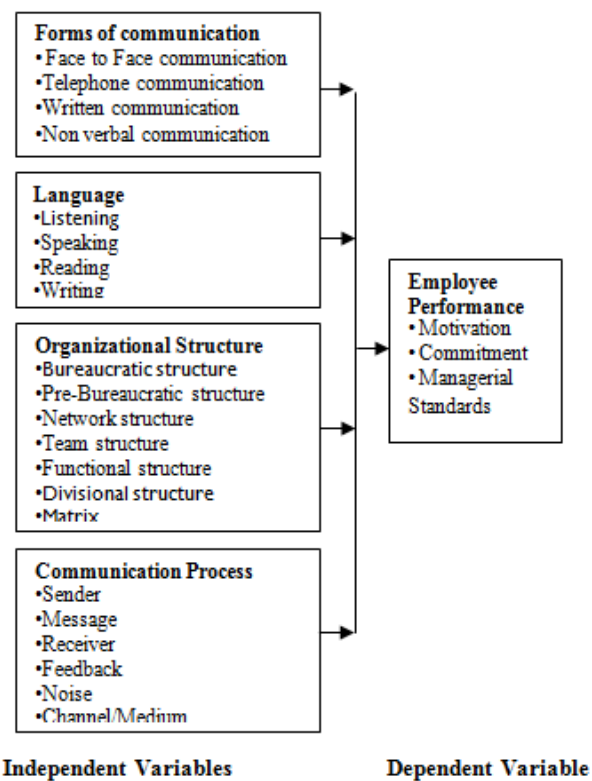 Forms of communication
•Face to Face communication
•Telephone communication
•Written communication
•Non verbal communication
Language
•Listening
•Speaking
•Reading
•Writing
Organizational Structure
•Bureaucratic structure
•Pre-Bureaucratic structure
•Network structure
•Team structure
•Functional structure
•Divisional structure
•Matrix
Communication Process
•Sender
•Message
•Receiver
•Feedback
•Noise
•Channel/Medium
Employee
Performance
•Motivation
•Commitment
•Managerial
Standards
Independent Variables
Dependent Variable